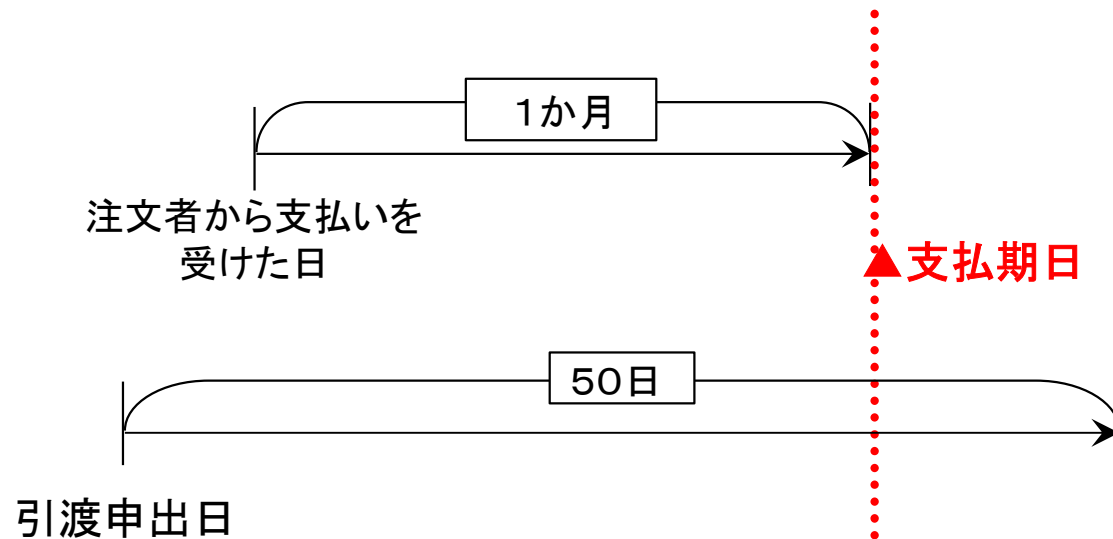 1か月
注文者から支払いを
受けた日
▲支払期日
50日
引渡申出日